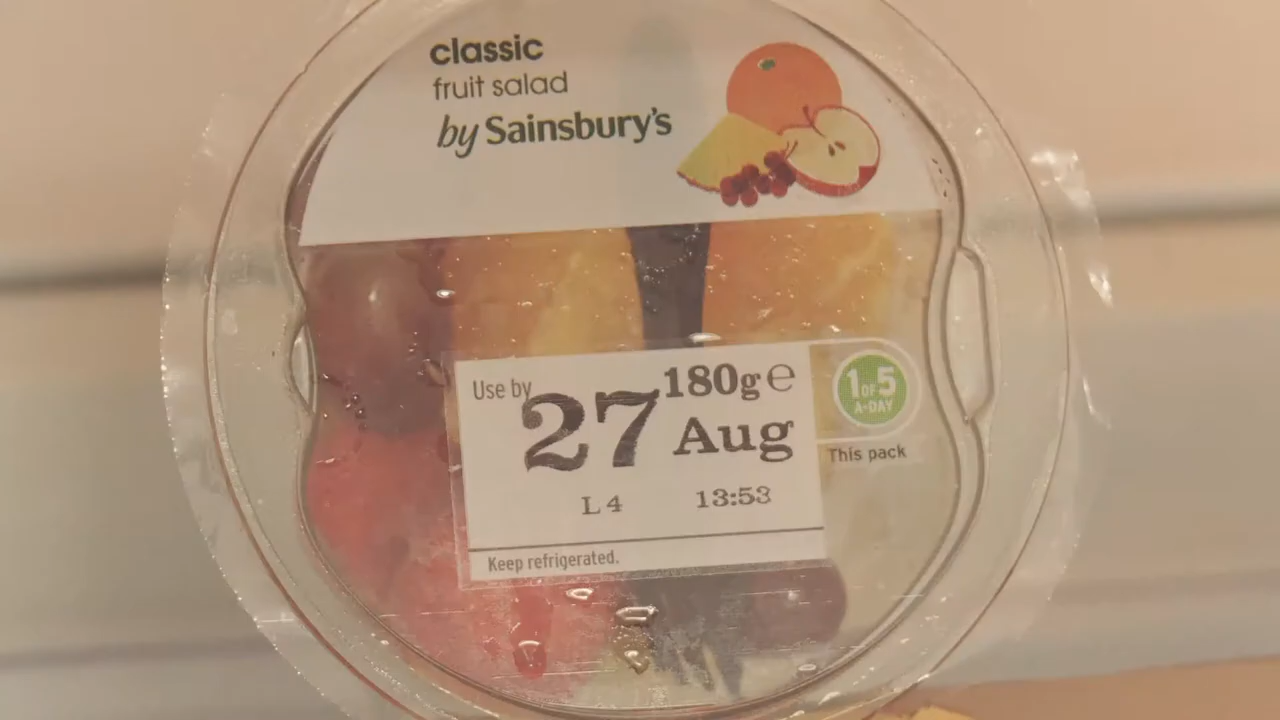 classic
fruit salad
by Sainsbury's
Use by
27
180g e
Aug
L4 13:53
Keep refrigerated.
1 OF 5
A-DAY
This pack